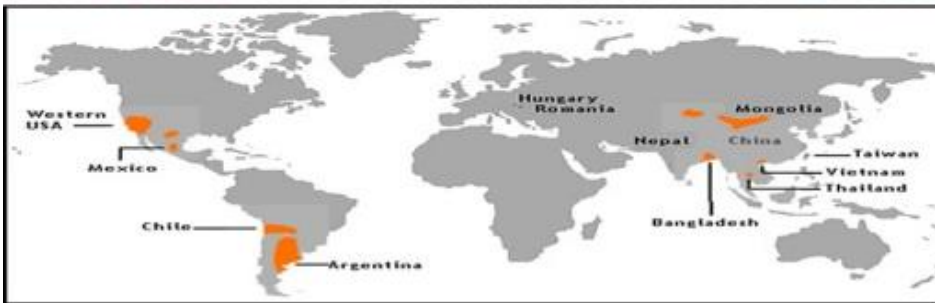 Western
USA
Mexico
Chile
Argentina
Hungary
Romania
Mongolia
Nepal
China
Taiwan
Vietnam
Thailand
Bangladesh